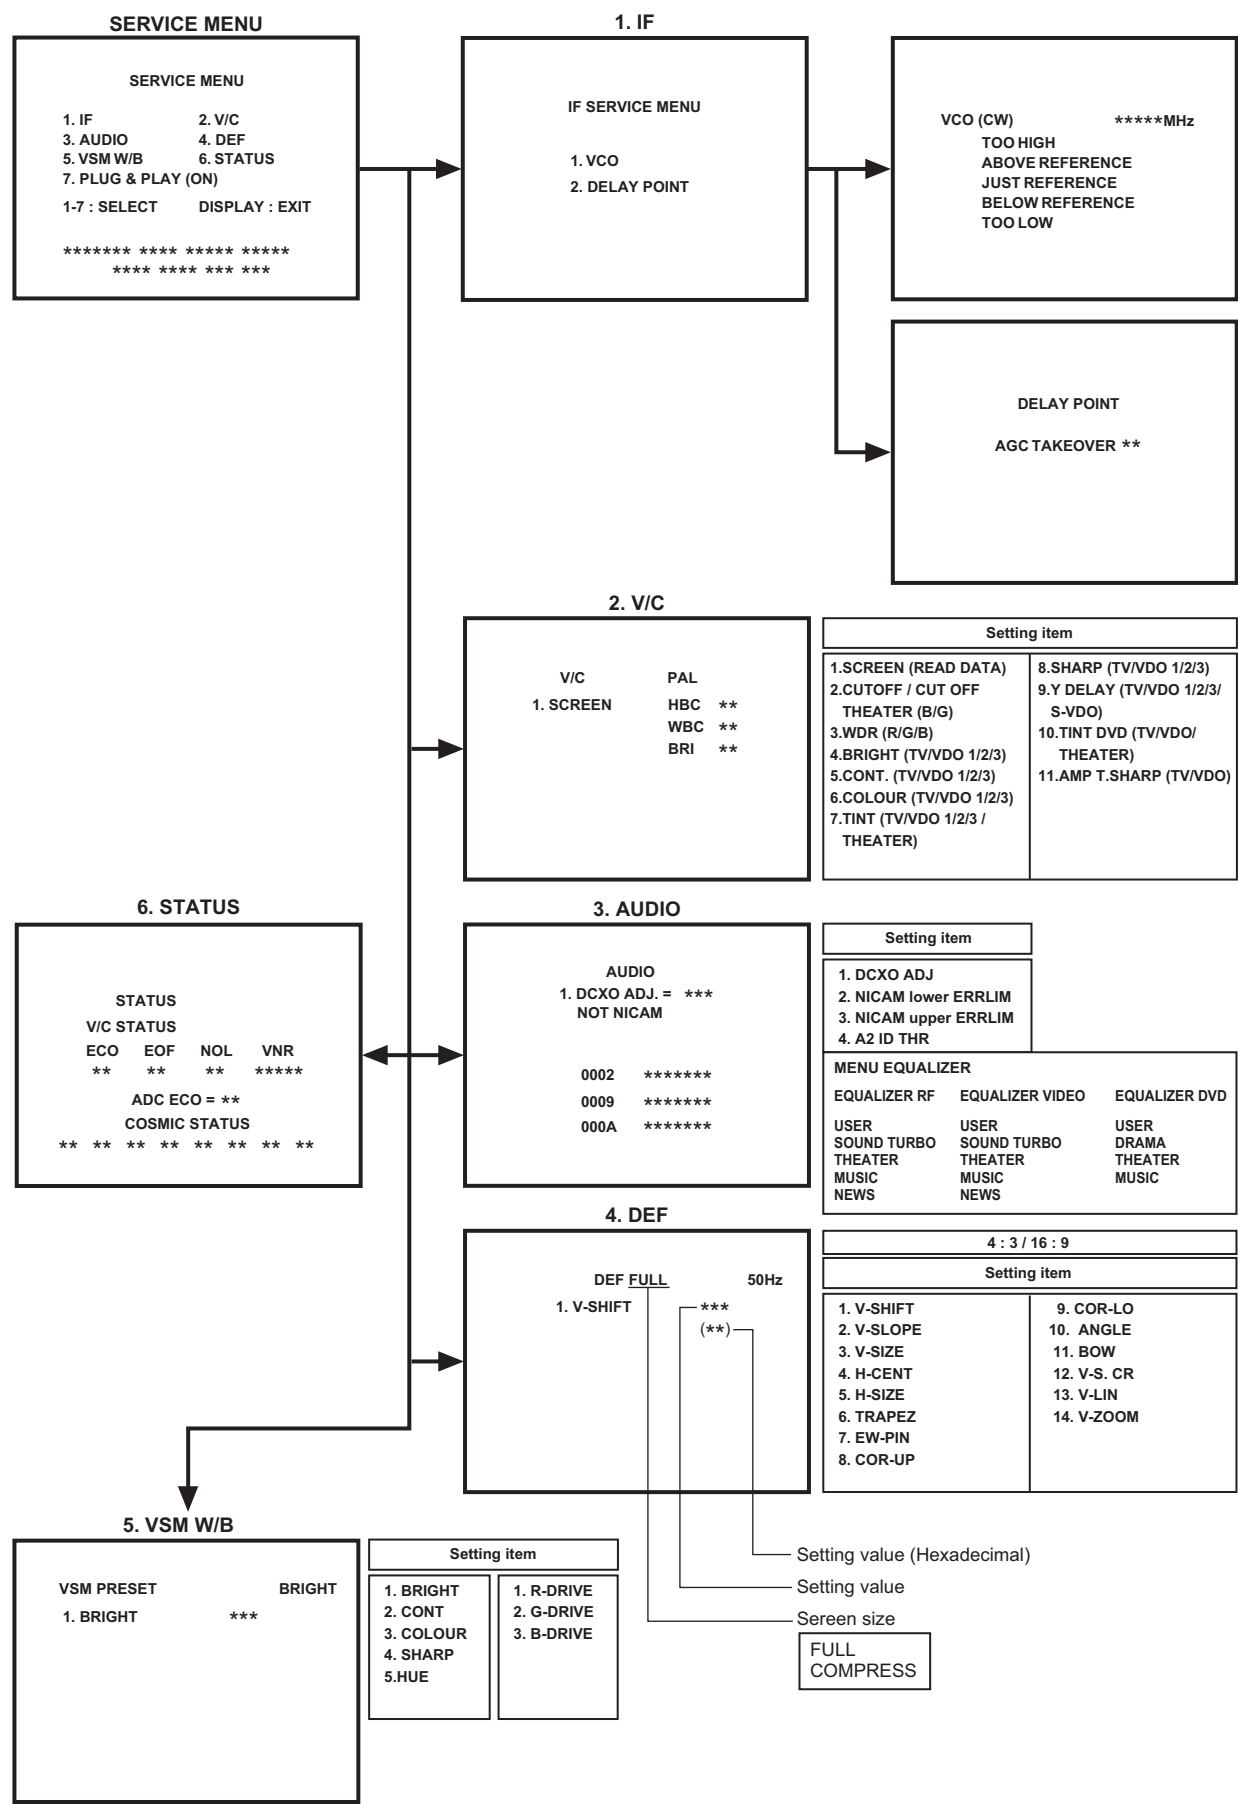 SERVICE MENU
SERVICE MENU
1. IF 2. V/C
3. AUDIO 4. DEF
5. VSM W/B 6. STATUS
7. PLUG & PLAY (ON)
1-7 : SELECT DISPLAY : EXIT
******* **** ***** *****
**** **** *** ***
1. IF
IF SERVICE MENU
1. VCO
2. DELAY POINT
VCO (CW) *****MHz
TOO HIGH
ABOVE REFERENCE
JUST REFERENCE
BELOW REFERENCE
TOO LOW
DELAY POINT
AGC TAKEOVER **
2. V/C
V/C PAL
1. SCREEN HBC **
WBC **
BRI **
Setting item
1.SCREEN (READ DATA)
2.CUTOFF / CUT OFF
THEATER (B/G)
3.WDR (R/G/B)
4.BRIGHT (TV/VDO 1/2/3)
5.CONT. (TV/VDO 1/2/3)
6.COLOUR (TV/VDO 1/2/3)
7.TINT (TV/VDO 1/2/3 /
THEATER)
8.SHARP (TV/VDO 1/2/3)
9.Y DELAY (TV/VDO 1/2/3/
S-VDO)
10.TINT DVD (TV/VDO/
THEATER)
11.AMP T.SHARP (TV/VDO)
6. STATUS
STATUS
V/C STATUS
ECO EOF NOL VNR
** ** ** *****
ADC ECO = **
COSMIC STATUS
** ** ** ** ** ** ** **
3. AUDIO
AUDIO
1. DCXO ADJ. = ***
NOT NICAM
0002 *******
0009 *******
000A *******
Setting item
1. DCXO ADJ
2. NICAM lower ERRLIM
3. NICAM upper ERRLIM
4. A2 ID THR
MENU EQUALIZER
EQUALIZER RF EQUALIZER VIDEO EQUALIZER DVD
USER USER USER
SOUND TURBO SOUND TURBO DRAMA
THEATER THEATER THEATER
MUSIC MUSIC MUSIC
NEWS NEWS
4. DEF
DEF FULL 50Hz
1. V-SHIFT ***
(**)
4 : 3 / 16 : 9
Setting item
1. V-SHIFT
2. V-SLOPE
3. V-SIZE
4. H-CENT
5. H-SIZE
6. TRAPEZ
7. EW-PIN
8. COR-UP
9. COR-LO
10. ANGLE
11. BOW
12. V-S. CR
13. V-LIN
14. V-ZOOM
Setting value (Hexadecimal)
Setting value
Sereen size
FULL
COMPRESS
5. VSM W/B
VSM PRESET BRIGHT
1. BRIGHT ***
Setting item
1. BRIGHT
2. CONT
3. COLOUR
4. SHARP
5.HUE
1. R-DRIVE
2. G-DRIVE
3. B-DRIVE